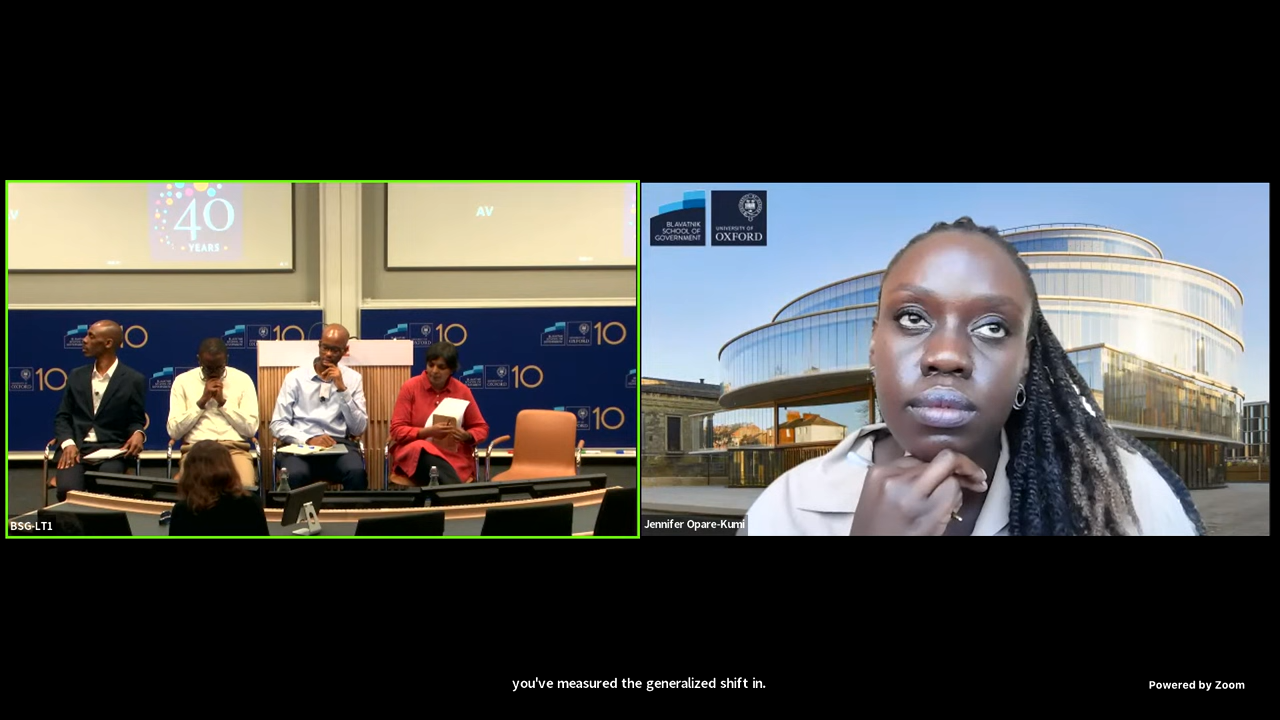 V
40
YEARS
AV
10
10
10
10
10
10
10
BSG-LT1
BLAVATNIK
SCHOOL OF
GOVERNMENT
UNIVERSITY OF
OXFORD
Jennifer Opare-Kumi
you've measured the generalized shift in.
Powered by Zoom